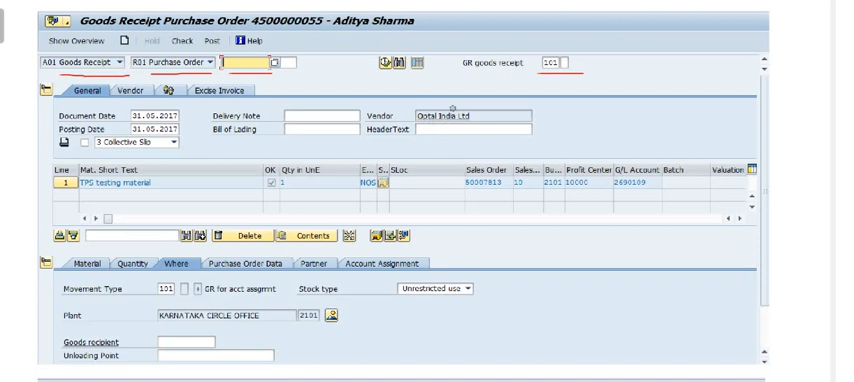 Goods Receipt Purchase Order 4500000055 - Aditya Sharma
Show Overview Hold Check Post Help
A01 Goods Receipt R01 Purchase Order GR goods receipt 101
General Vendor Excise Invoice
Document Date 31.05.2017 Delivery Note Vendor Optal India Ltd
Posting Date 31.05.2017 Bill of Lading HeaderText
3 Collective Slip
Line Mat. Short Text OK Qty in UnE E... S.. SLoc Sales Order Sales... Bu... Profit Center G/L Account Batch Valuation
1 TPS testing material 1 NOS 50007813 10 2101 10000 2690109
Delete Contents
Material Quantity Where Purchase Order Data Partner Account Assignment
Movement Type 101 + GR for acct assgmnt Stock type Unrestricted use
Plant KARNATAKA CIRCLE OFFICE 2101
Goods recipient
Unloading Point